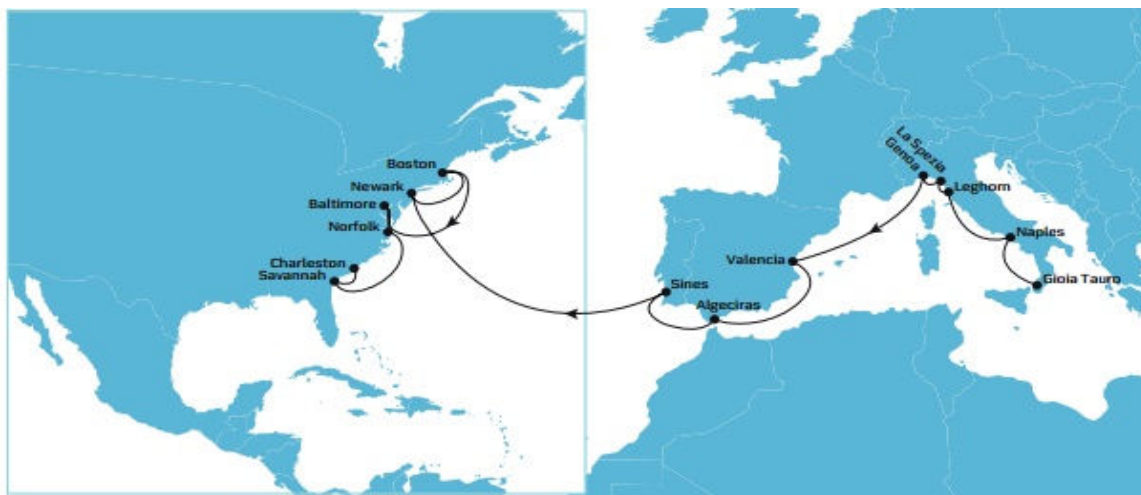 Boston
Newark
Baltimore
Norfolk
Charleston
Savannah
La Spezia
Genoa
Leghorn
Naples
Gioia Tauro
Valencia
Sines
Algeciras